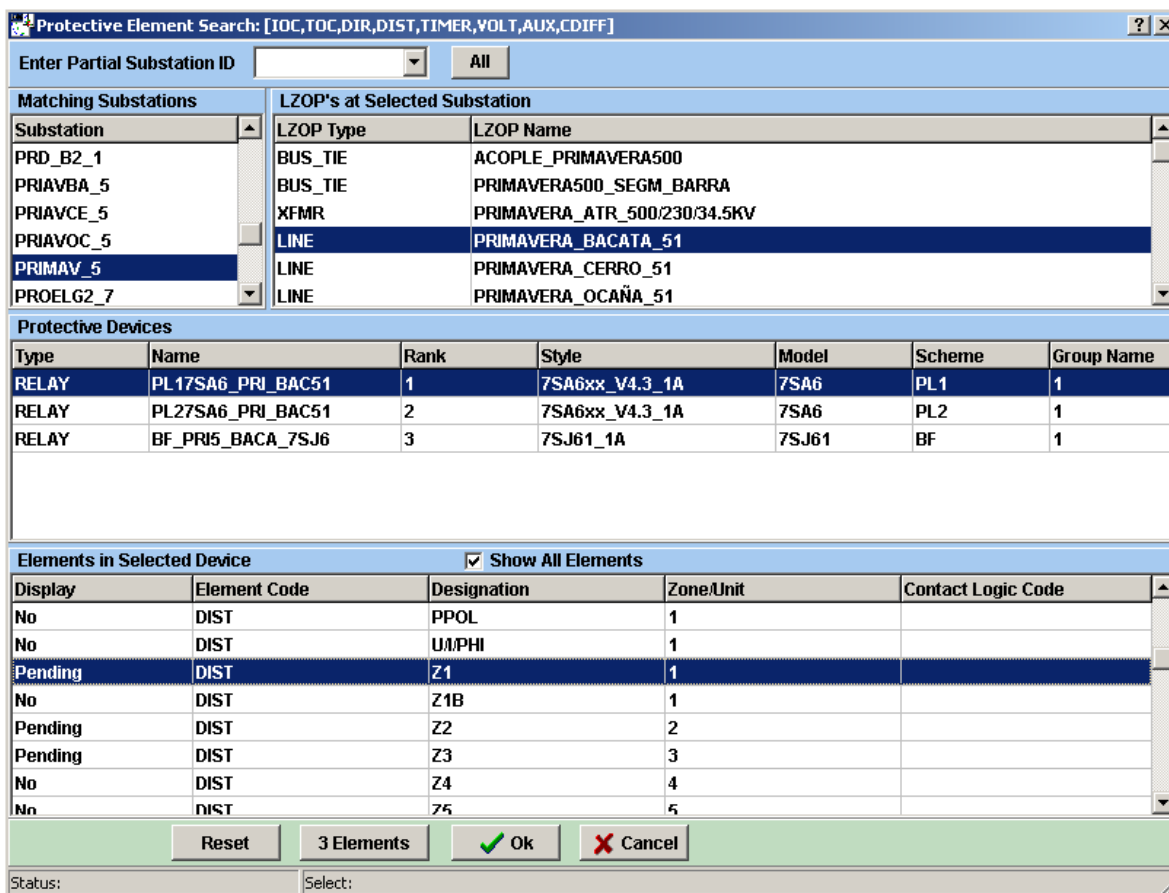 Protective Element Search: [IOC,TOC,DIR,DIST,TIMER,VOLT,AUX,CDIFF]
Enter Partial Substation ID All
Matching Substations LZOP's at Selected Substation
Substation LZOP Type LZOP Name
PRD_B2_1 BUS_TIE ACOPLE_PRIMAVERA500
PRIAVBA_5 BUS_TIE PRIMAVERA500_SEGM_BARRA
PRIAVCE_5 XFMR PRIMAVERA_ATR_500/230/34.5KV
PRIAVOC_5 LINE PRIMAVERA_BACATA_51
PRIMAV_5 LINE PRIMAVERA_CERRO_51
PROELG2_7 LINE PRIMAVERA_OCAÑA_51
Protective Devices
Type Name Rank Style Model Scheme Group Name
RELAY PL17SA6_PRI_BAC51 1 7SA6xx_V4.3_1A 7SA6 PL1 1
RELAY PL27SA6_PRI_BAC51 2 7SA6xx_V4.3_1A 7SA6 PL2 1
RELAY BF_PRI5_BACA_7SJ6 3 7SJ61_1A 7SJ61 BF 1
Elements in Selected Device Show All Elements
Display Element Code Designation Zone/Unit Contact Logic Code
No DIST PPOL 1
No DIST U/I/PHI 1
Pending DIST Z1 1
No DIST Z1B 1
Pending DIST Z2 2
Pending DIST Z3 3
No DIST Z4 4
No DIST Z5 5
Reset 3 Elements Ok Cancel
Status: Select: